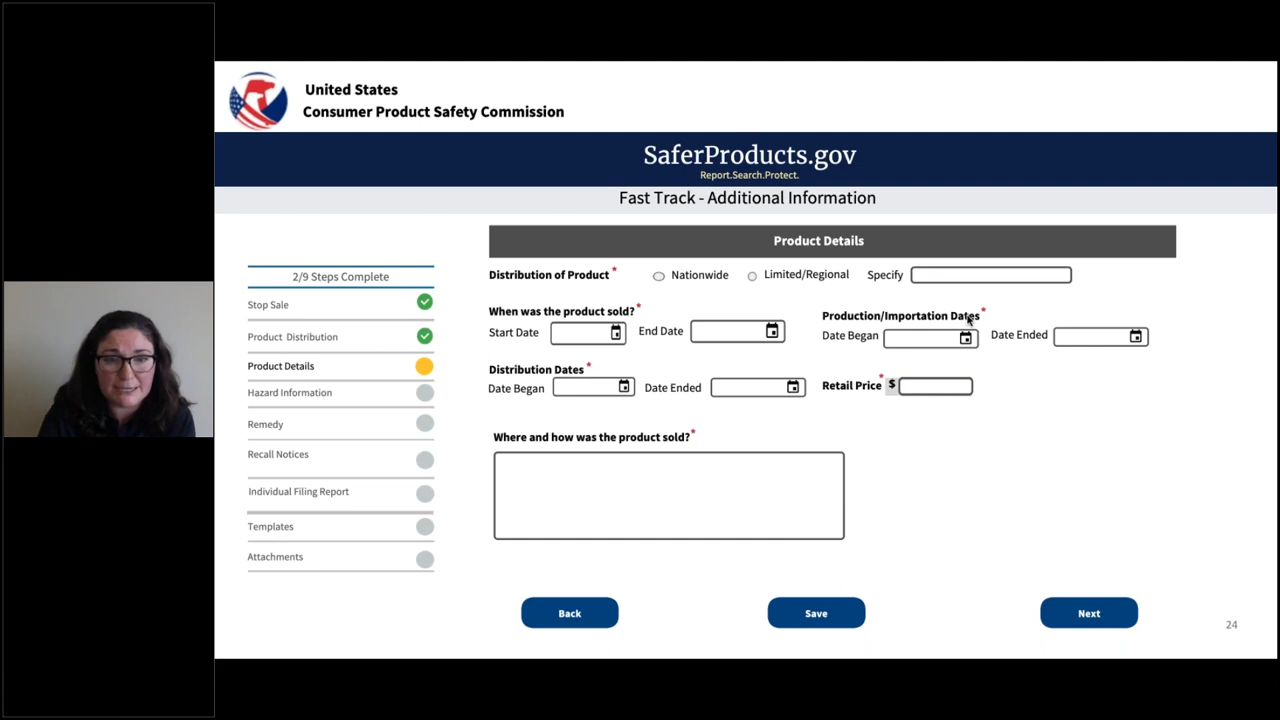 United States
Consumer Product Safety Commission
SaferProducts.gov
Report.Search.Protect.
Fast Track - Additional Information
2/9 Steps Complete
Stop Sale
Product Distribution
Product Details
Hazard Information
Remedy
Recall Notices
Individual Filing Report
Templates
Attachments
Product Details
Distribution of Product * Nationwide Limited/Regional Specify
When was the product sold? *
Start Date End Date
Production/Importation Dates *
Date Began Date Ended
Distribution Dates *
Date Began Date Ended
Retail Price * $
Where and how was the product sold? *
Back Save Next
24